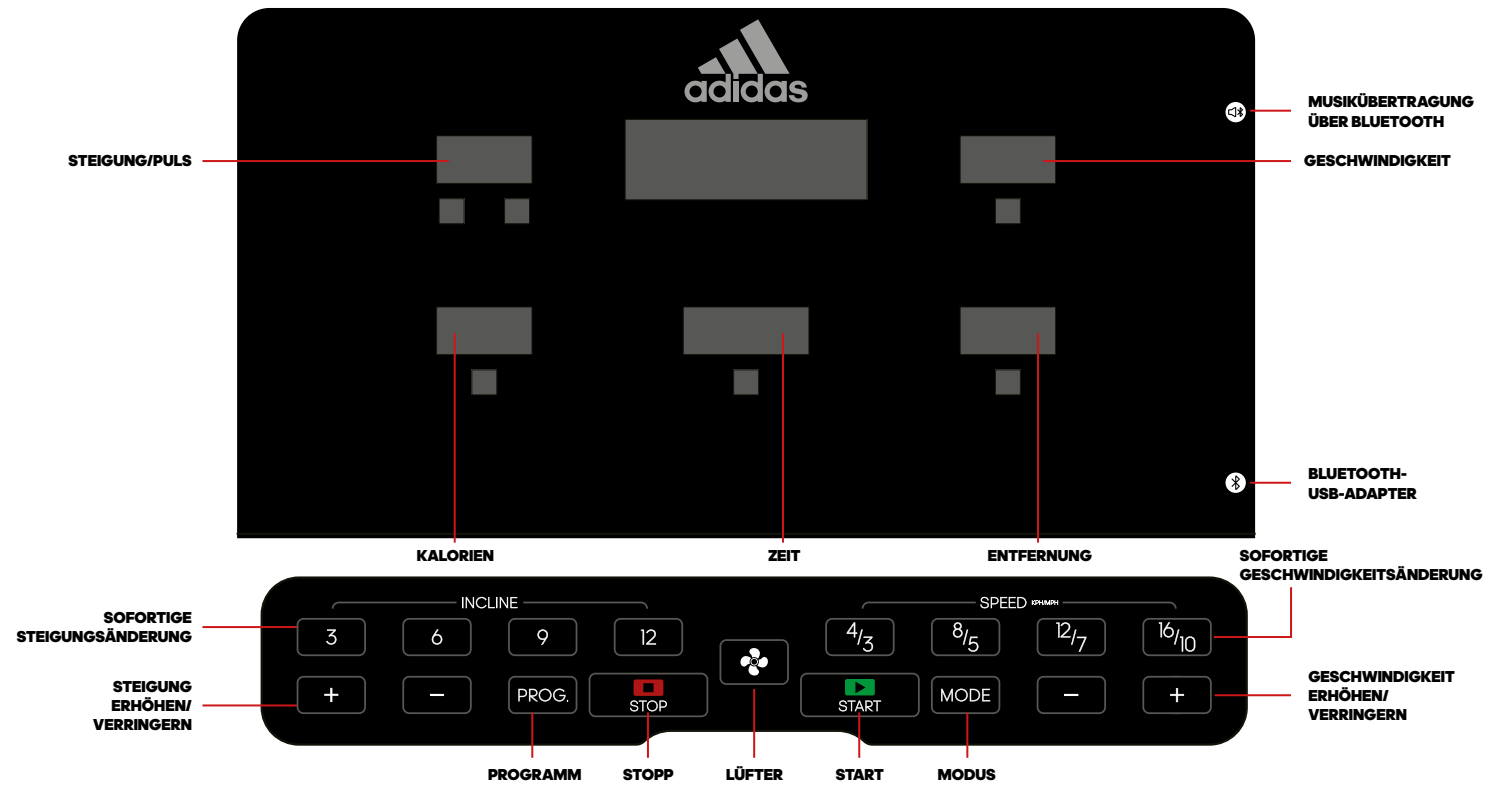 adidas
MUSIKÜBERTRAGUNG
ÜBER BLUETOOTH
STEIGUNG/PULS
GESCHWINDIGKEIT
BLUETOOTH-
USB-ADAPTER
KALORIEN
ZEIT
ENTFERNUNG
SOFORTIGE
GESCHWINDIGKEITSÄNDERUNG
INCLINE
SPEED KPH/MPH
SOFORTIGE
STEIGUNGSÄNDERUNG
3 6 9 12
4/3 8/5 12/7 16/10
STEIGUNG
ERHÖHEN/
VERRINGERN
+ − PROG. STOP
START MODE − +
GESCHWINDIGKEIT
ERHÖHEN/
VERRINGERN
PROGRAMM
STOPP
LÜFTER
START
MODUS